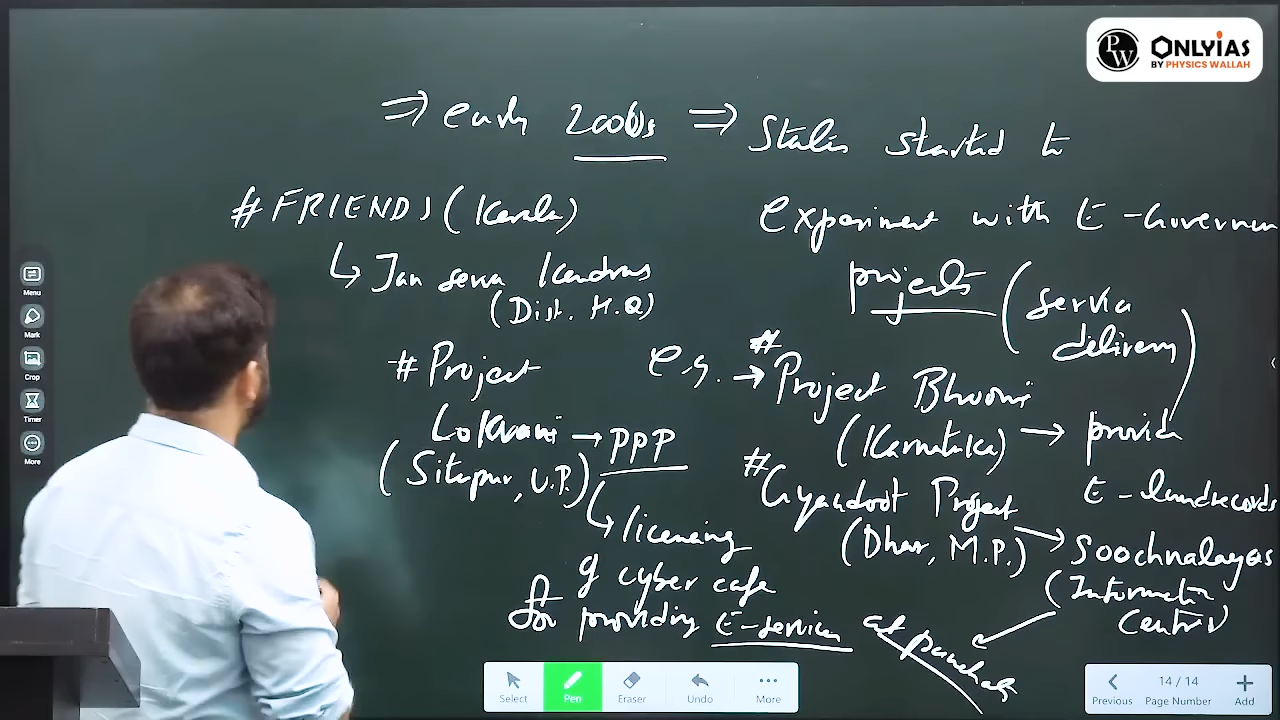 PW ONLYIAS
BY PHYSICS WALLAH
⇒ early 2000s ⇒ States started to
experiment with E-Governan
projects (service
delivery)
e.g. → # Project Bhoomi
(Karnataka) → provide
E-landrecords
# Gyandoot Project
(Dhar, M.P.) → Soochnalayas
(Information
Centre)
at panchayat
# FRIENDS (Kerala)
↳ Jan seva Kendras
(Dist. H.Q)
# Project
Lokvani → PPP
(Sitapur, U.P.)
↳ licencing
of cyber cafe
for providing E-services
Menu
Mark
Crop
Timer
More
Select
Pen
Eraser
Undo
More
Previous
14 / 14
Page Number
Add